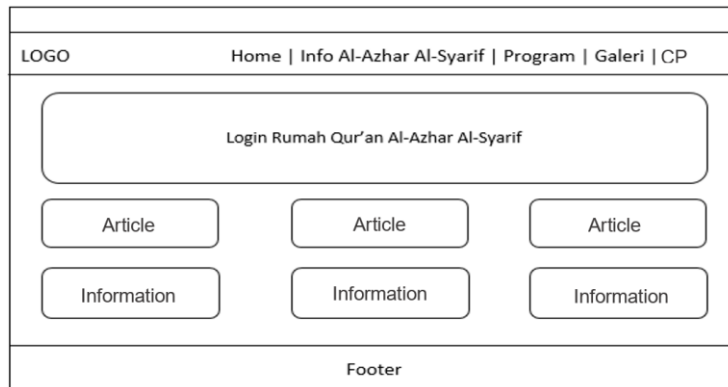 LOGO Home | Info Al-Azhar Al-Syarif | Program | Galeri | CP
Login Rumah Qur’an Al-Azhar Al-Syarif
Article Article Article
Information Information Information
Footer